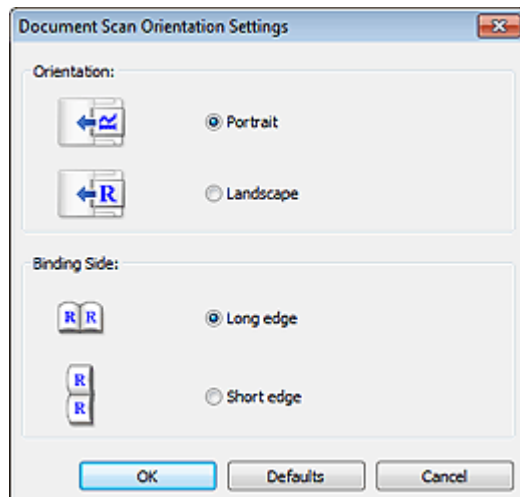 Document Scan Orientation Settings
Orientation:
R
Portrait
R
Landscape
Binding Side:
R R
Long edge
R
R
Short edge
OK Defaults Cancel